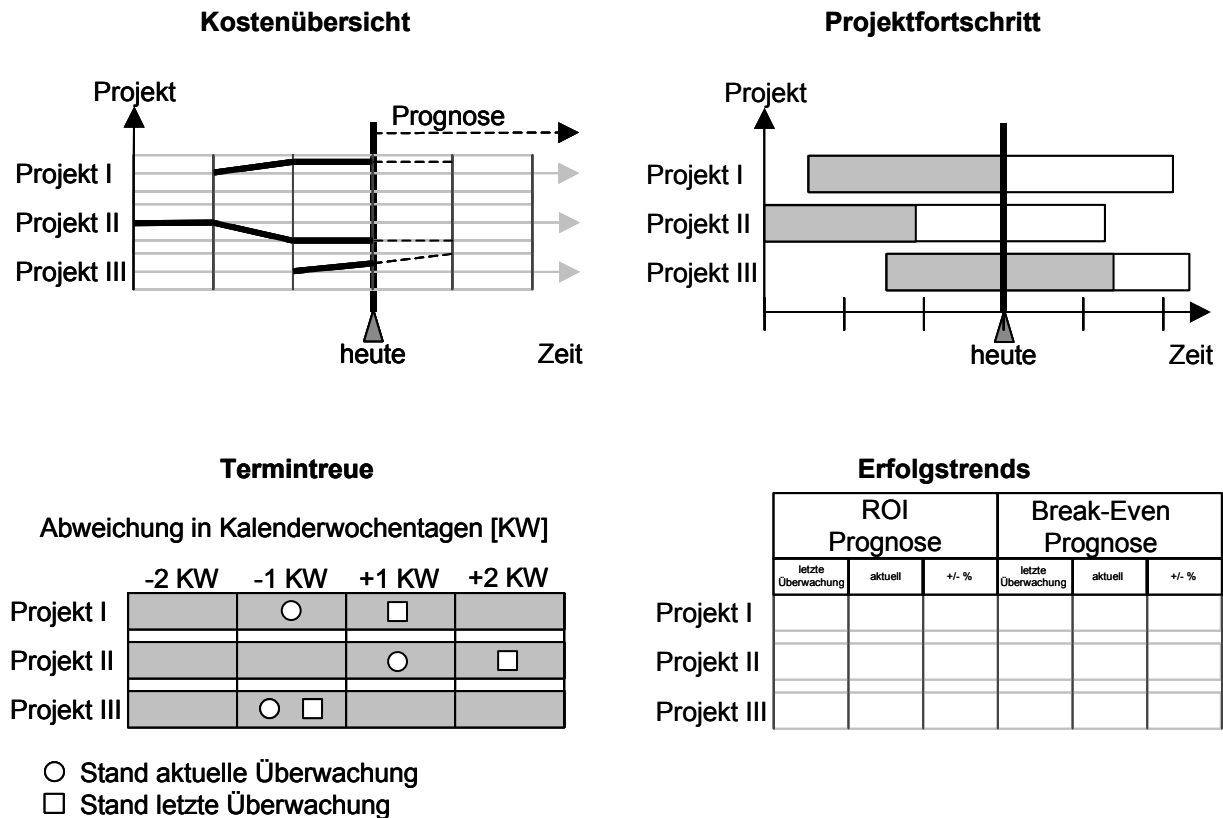 Kostenübersicht
Projekt
Prognose
Projekt I
Projekt II
Projekt III
heute
Zeit
Projektfortschritt
Projekt
Projekt I
Projekt II
Projekt III
heute
Zeit
Termintreue
Abweichung in Kalenderwochentagen [KW]
-2 KW -1 KW +1 KW +2 KW
Projekt I
Projekt II
Projekt III
Stand aktuelle Überwachung
Stand letzte Überwachung
Erfolgstrends
ROI
Prognose
Break-Even
Prognose
letzte
Überwachung
aktuell
+/- %
letzte
Überwachung
aktuell
+/- %
Projekt I
Projekt II
Projekt III